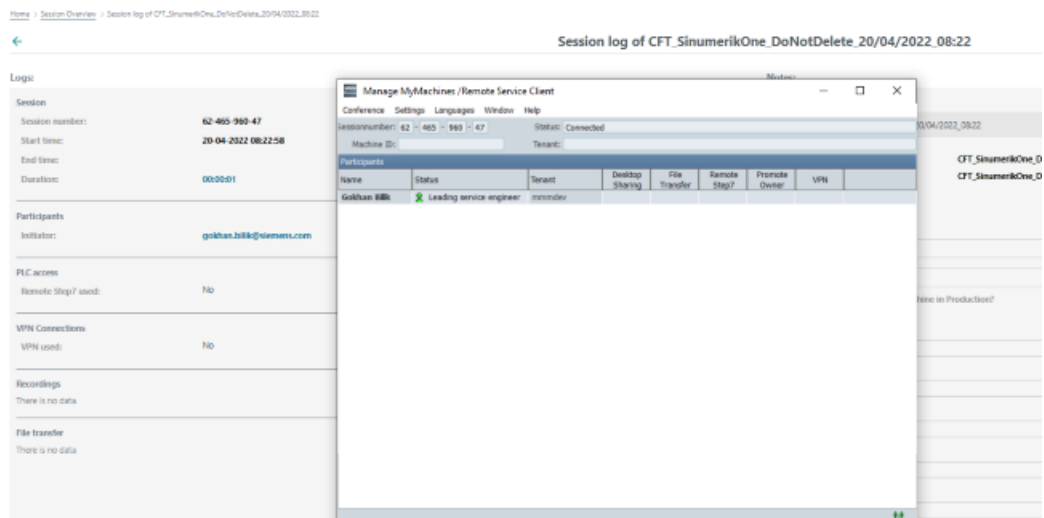 Home > Session Overview > Session log of CFT_SinumerikOne_DoNotDelete_20/04/2022_08:22
Session log of CFT_SinumerikOne_DoNotDelete_20/04/2022_08:22
Logs:
Session
Session number: 62-465-960-47
Start time: 20-04-2022 08:22:58
End time:
Duration: 00:00:01
Participants
Initiator: gokhan.bilik@siemens.com
PLC access
Remote Step7 used: No
VPN Connections
VPN used: No
Recordings
There is no data
File transfer
There is no data
Manage MyMachines /Remote Service Client
Conference Settings Languages Window Help
Sessionnumber: 62 - 465 - 960 - 47 Status: Connected
Machine ID: Tenant:
Participants
Name Status Tenant Desktop Sharing File Transfer Remote Step7 Promote Owner VPN
Gokhan Bilik Leading service engineer mmmdev
Notes:
/04/2022_08:22
CFT_SinumerikOne_D
CFT_SinumerikOne_D
hine in Production?